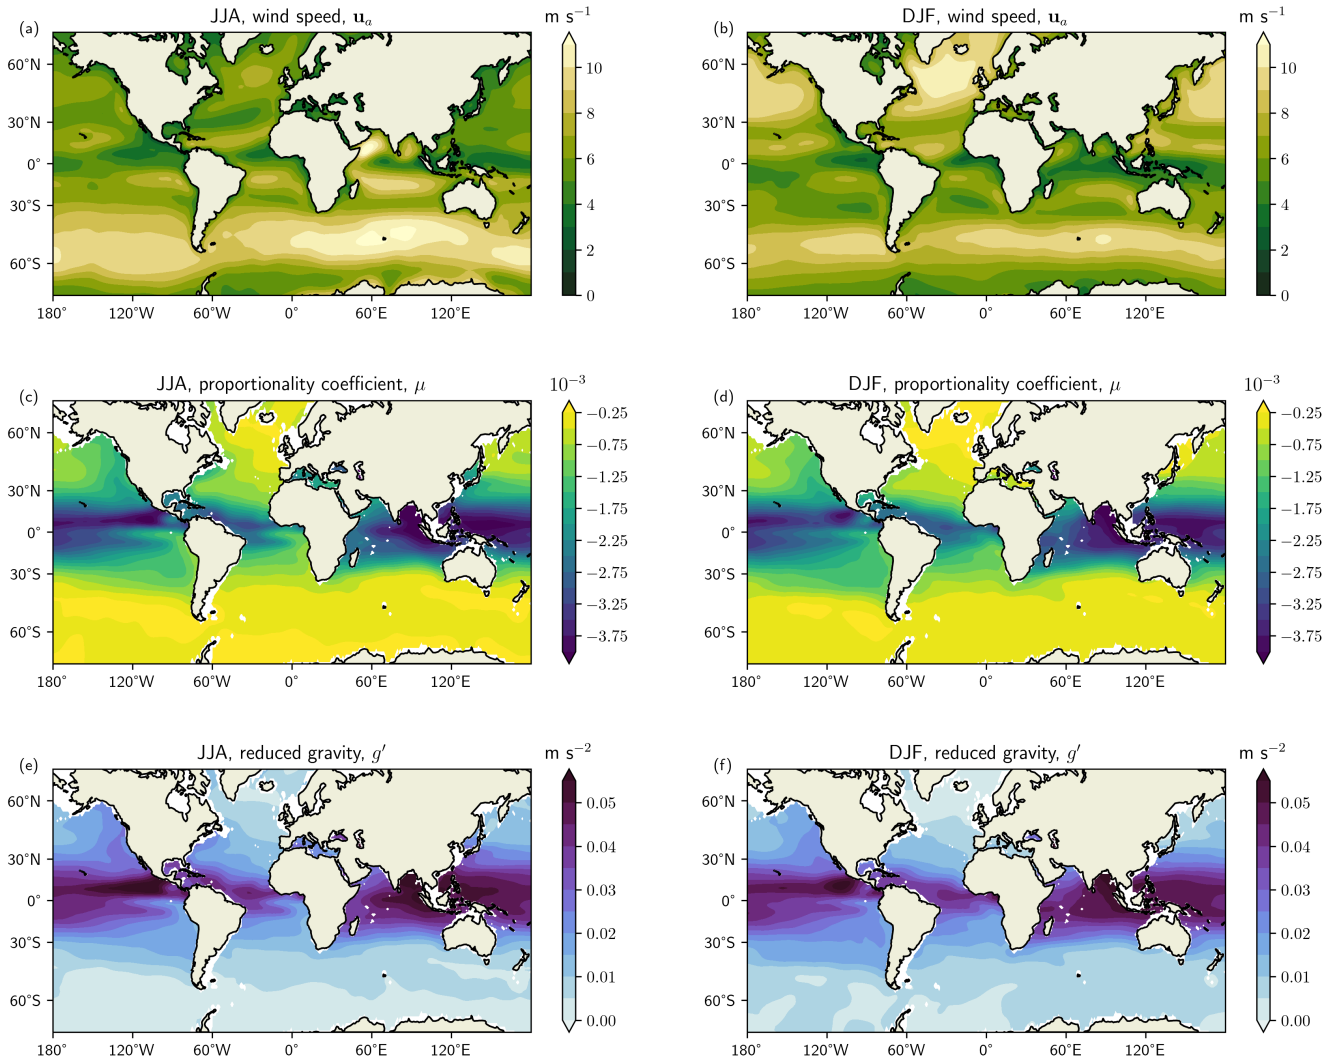 (a) JJA, wind speed, u_a m s⁻¹
60°N
30°N
0°
30°S
60°S
180° 120°W 60°W 0° 60°E 120°E
10
8
6
4
2
0
(b) DJF, wind speed, u_a m s⁻¹
60°N
30°N
0°
30°S
60°S
180° 120°W 60°W 0° 60°E 120°E
10
8
6
4
2
0
(c) JJA, proportionality coefficient, μ 10⁻³
60°N
30°N
0°
30°S
60°S
180° 120°W 60°W 0° 60°E 120°E
−0.25
−0.75
−1.25
−1.75
−2.25
−2.75
−3.25
−3.75
(d) DJF, proportionality coefficient, μ 10⁻³
60°N
30°N
0°
30°S
60°S
180° 120°W 60°W 0° 60°E 120°E
−0.25
−0.75
−1.25
−1.75
−2.25
−2.75
−3.25
−3.75
(e) JJA, reduced gravity, g′ m s⁻²
60°N
30°N
0°
30°S
60°S
180° 120°W 60°W 0° 60°E 120°E
0.05
0.04
0.03
0.02
0.01
0.00
(f) DJF, reduced gravity, g′ m s⁻²
60°N
30°N
0°
30°S
60°S
180° 120°W 60°W 0° 60°E 120°E
0.05
0.04
0.03
0.02
0.01
0.00